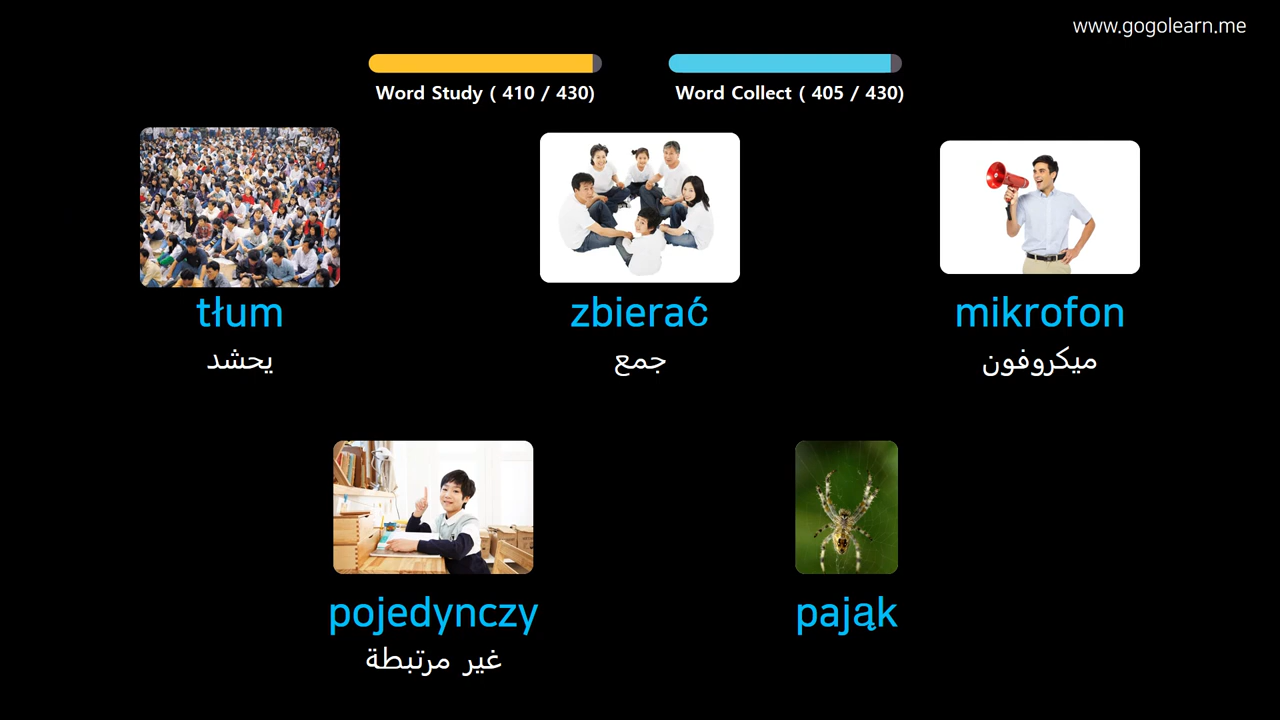 www.gogolearn.me
Word Study ( 410 / 430)
Word Collect ( 405 / 430)
tłum
يحشد
zbierać
جمع
mikrofon
ميكروفون
pojedynczy
غير مرتبطة
pająk